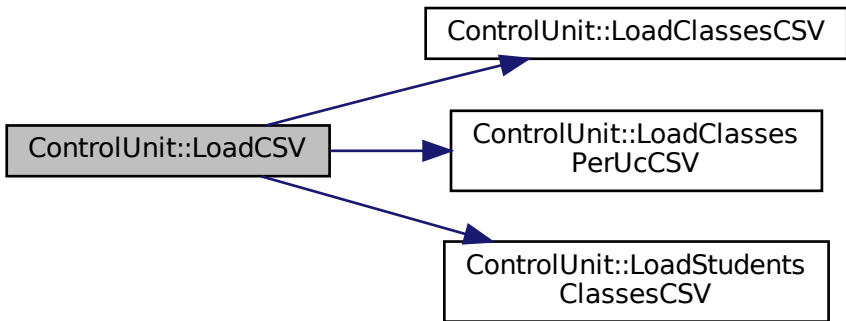 ControlUnit::LoadCSV
ControlUnit::LoadClassesCSV
ControlUnit::LoadClasses
PerUcCSV
ControlUnit::LoadStudents
ClassesCSV